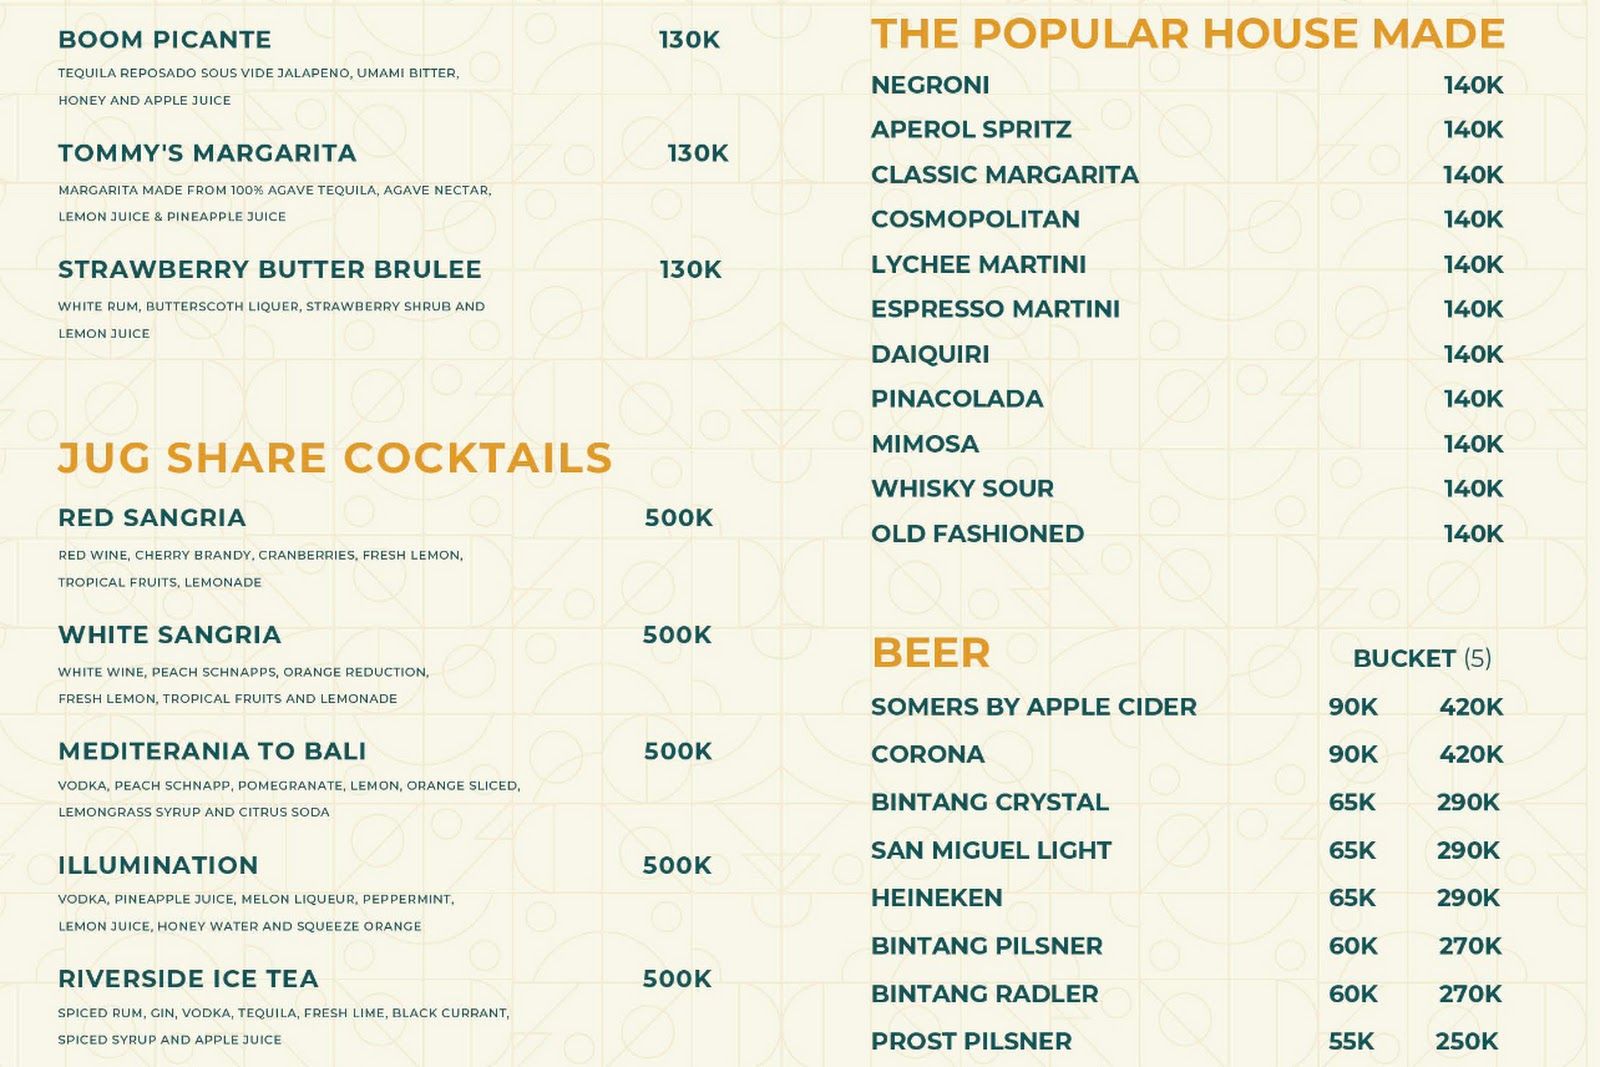 BOOM PICANTE 130K
TEQUILA REPOSADO SOUS VIDE JALAPENO, UMAMI BITTER,
HONEY AND APPLE JUICE
TOMMY'S MARGARITA 130K
MARGARITA MADE FROM 100% AGAVE TEQUILA, AGAVE NECTAR,
LEMON JUICE & PINEAPPLE JUICE
STRAWBERRY BUTTER BRULEE 130K
WHITE RUM, BUTTERSCOTH LIQUER, STRAWBERRY SHRUB AND
LEMON JUICE
JUG SHARE COCKTAILS
RED SANGRIA 500K
RED WINE, CHERRY BRANDY, CRANBERRIES, FRESH LEMON,
TROPICAL FRUITS, LEMONADE
WHITE SANGRIA 500K
WHITE WINE, PEACH SCHNAPPS, ORANGE REDUCTION,
FRESH LEMON, TROPICAL FRUITS AND LEMONADE
MEDITERANIA TO BALI 500K
VODKA, PEACH SCHNAPP, POMEGRANATE, LEMON, ORANGE SLICED,
LEMONGRASS SYRUP AND CITRUS SODA
ILLUMINATION 500K
VODKA, PINEAPPLE JUICE, MELON LIQUEUR, PEPPERMINT,
LEMON JUICE, HONEY WATER AND SQUEEZE ORANGE
RIVERSIDE ICE TEA 500K
SPICED RUM, GIN, VODKA, TEQUILA, FRESH LIME, BLACK CURRANT,
SPICED SYRUP AND APPLE JUICE
THE POPULAR HOUSE MADE
NEGRONI 140K
APEROL SPRITZ 140K
CLASSIC MARGARITA 140K
COSMOPOLITAN 140K
LYCHEE MARTINI 140K
ESPRESSO MARTINI 140K
DAIQUIRI 140K
PINACOLADA 140K
MIMOSA 140K
WHISKY SOUR 140K
OLD FASHIONED 140K
BEER BUCKET (5)
SOMERS BY APPLE CIDER 90K 420K
CORONA 90K 420K
BINTANG CRYSTAL 65K 290K
SAN MIGUEL LIGHT 65K 290K
HEINEKEN 65K 290K
BINTANG PILSNER 60K 270K
BINTANG RADLER 60K 270K
PROST PILSNER 55K 250K